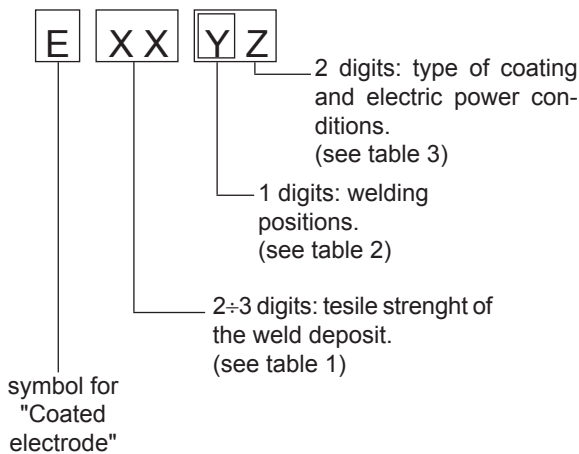 E XX YZ
2 digits: type of coating
and electric power con-
ditions.
(see table 3)
1 digits: welding
positions.
(see table 2)
2÷3 digits: tesile strenght of
the weld deposit.
(see table 1)
symbol for
"Coated
electrode"